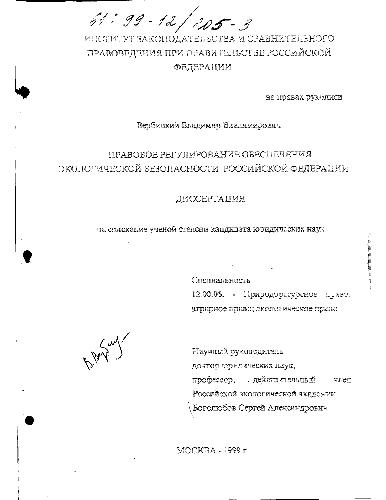 61:99-12/205-3
ИНСТИТУТ ЗАКОНОДАТЕЛЬСТВА И СРАВНИТЕЛЬНОГО
ПРАВОВЕДЕНИЯ ПРИ ПРАВИТЕЛЬСТВЕ РОССИЙСКОЙ
ФЕДЕРАЦИИ
на правах рукописи
Вербицкий Владимир Владимирович
ПРАВОВОЕ РЕГУЛИРОВАНИЕ ОБЕСПЕЧЕНИЯ
ЭКОЛОГИЧЕСКОЙ БЕЗОПАСНОСТИ РОССИЙСКОЙ ФЕДЕРАЦИИ
ДИССЕРТАЦИЯ
на соискание ученой степени кандидата юридических наук
Специальность
12.00.06. - Природоресурсное право;
аграрное право; экологическое право
Научный руководитель
доктор юридических наук,
профессор, действительный член
Российской экологической академии
Боголюбов Сергей Александрович
МОСКВА - 1998 г